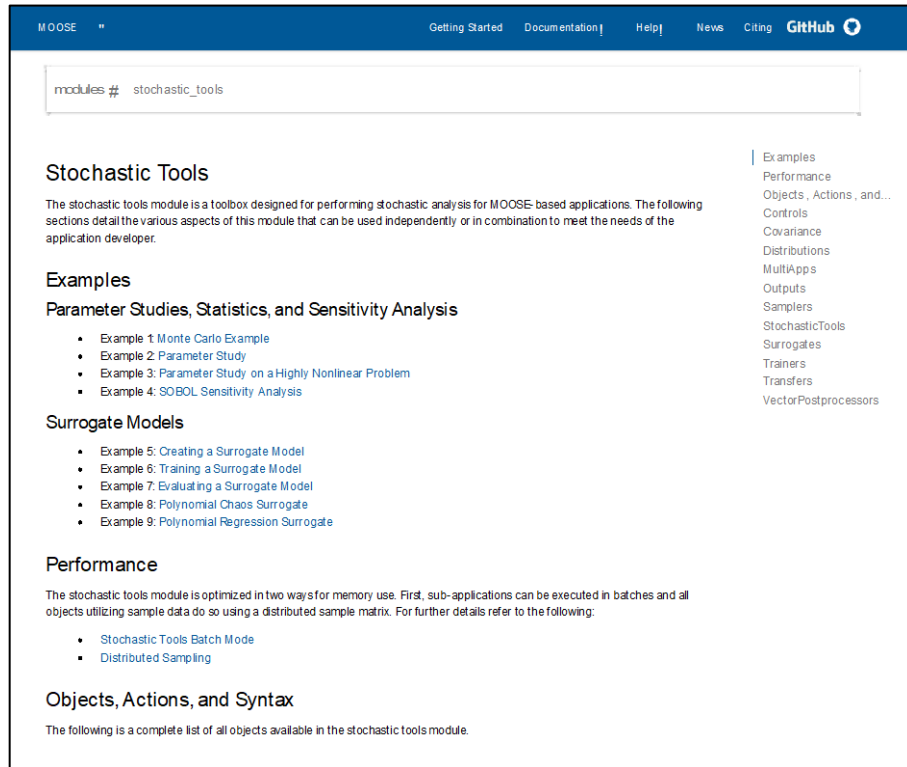 MOOSE "
Getting Started Documentation! Help! News Citing GitHub
modules # stochastic_tools
Stochastic Tools
The stochastic tools module is a toolbox designed for performing stochastic analysis for MOOSE-based applications. The following
sections detail the various aspects of this module that can be used independently or in combination to meet the needs of the
application developer.
Examples
Parameter Studies, Statistics, and Sensitivity Analysis
• Example 1: Monte Carlo Example
• Example 2: Parameter Study
• Example 3: Parameter Study on a Highly Nonlinear Problem
• Example 4: SOBOL Sensitivity Analysis
Surrogate Models
• Example 5: Creating a Surrogate Model
• Example 6: Training a Surrogate Model
• Example 7: Evaluating a Surrogate Model
• Example 8: Polynomial Chaos Surrogate
• Example 9: Polynomial Regression Surrogate
Performance
The stochastic tools module is optimized in two ways for memory use. First, sub-applications can be executed in batches and all
objects utilizing sample data do so using a distributed sample matrix. For further details refer to the following:
• Stochastic Tools Batch Mode
• Distributed Sampling
Objects, Actions, and Syntax
The following is a complete list of all objects available in the stochastic tools module.
Examples
Performance
Objects , Actions , and...
Controls
Covariance
Distributions
MultiApps
Outputs
Samplers
StochasticTools
Surrogates
Trainers
Transfers
VectorPostprocessors